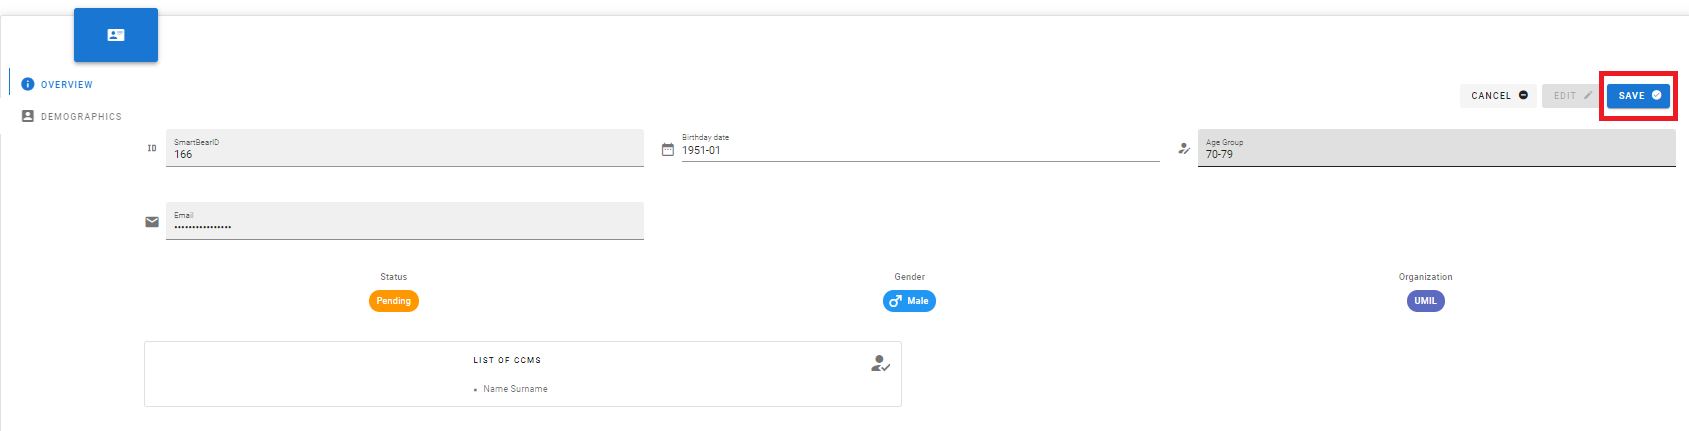 OVERVIEW
DEMOGRAPHICS
CANCEL EDIT SAVE
ID
SmartBearID
166
Birthday date
1951-01
Age Group
70-79
Email
••••••••••••••••
Status
Pending
Gender
Male
Organization
UMIL
LIST OF CCMS
• Name Surname